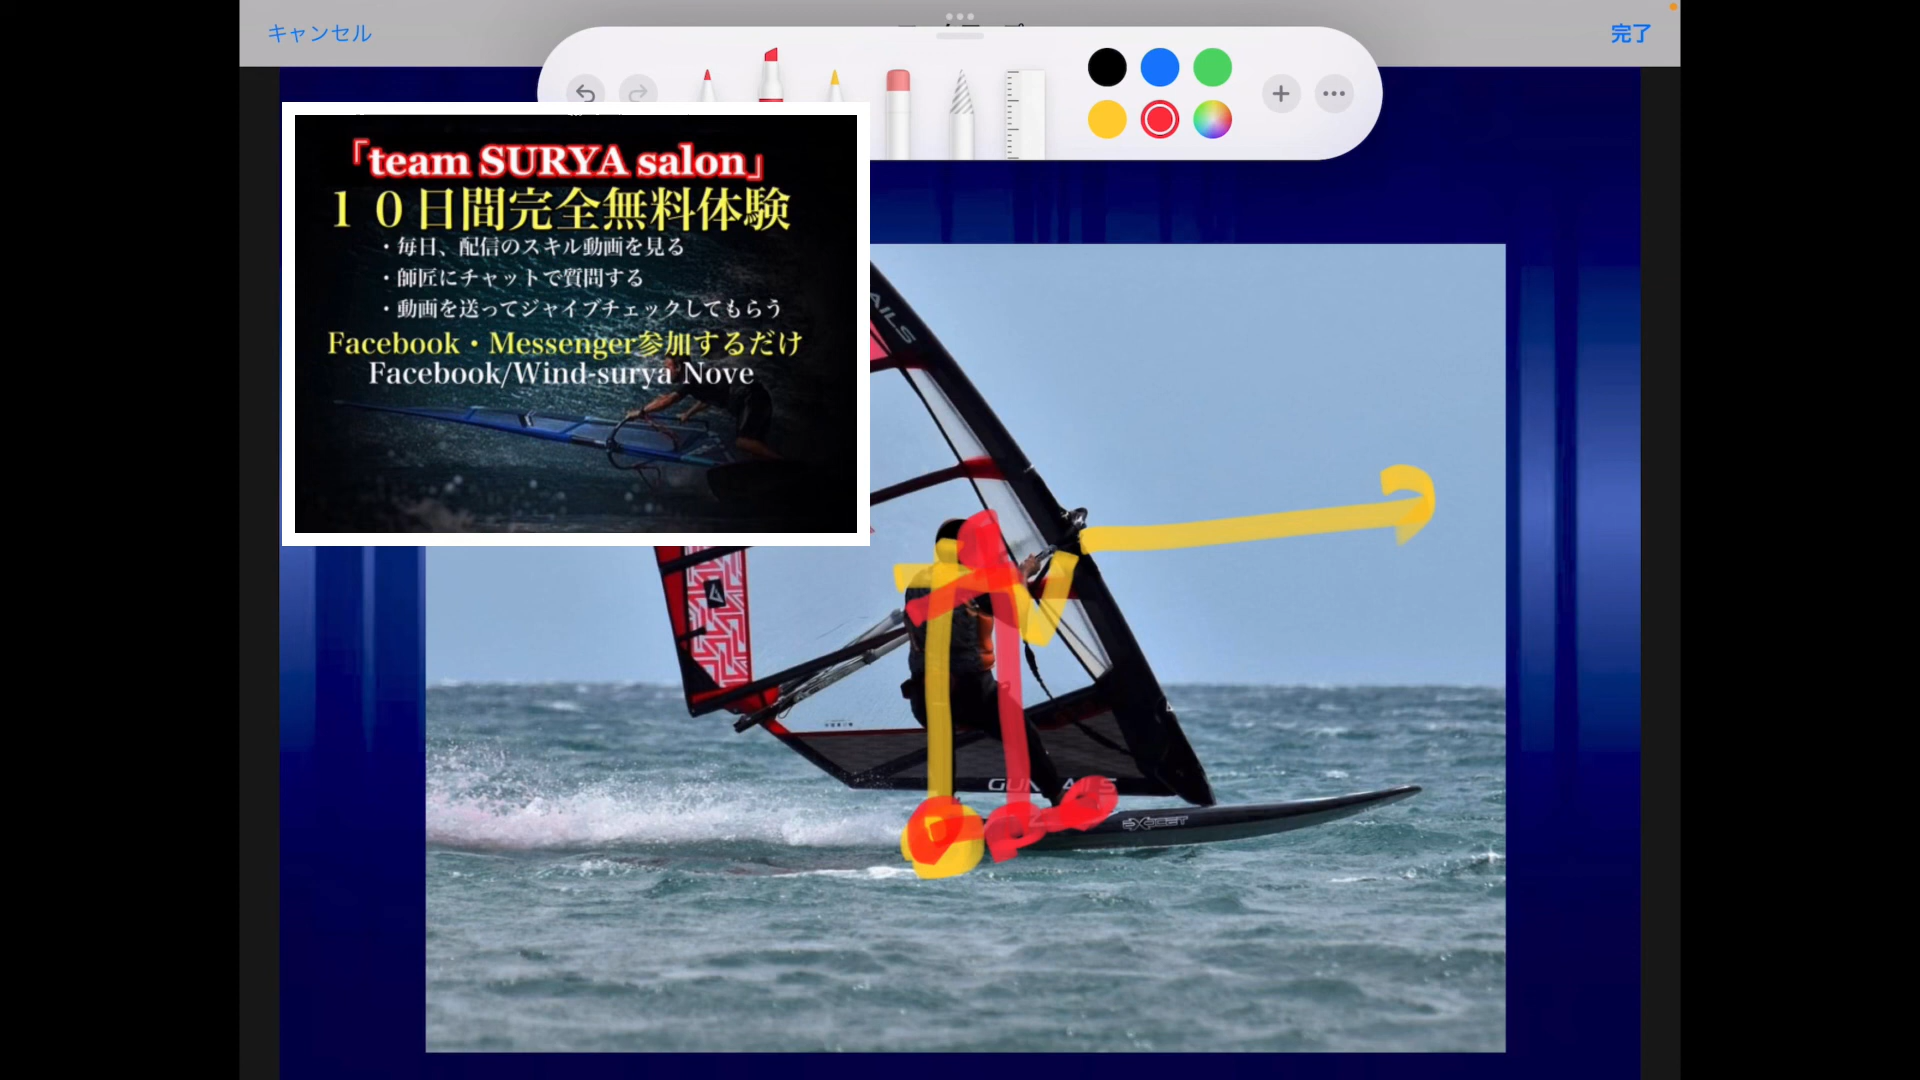 キャンセル
完了
「team SURYA salon」
１０日間完全無料体験
・毎日、配信のスキル動画を見る
・師匠にチャットで質問する
・動画を送ってジャイブチェックしてもらう
Facebook・Messenger参加するだけ
Facebook/Wind-surya Nove
AILS
EXOCET